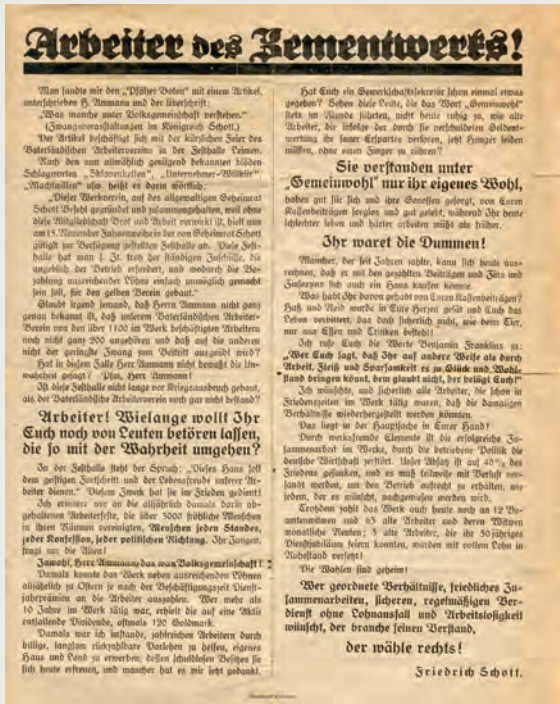 Arbeiter des Zementwerks!
Man sandte mir den „Pfälzer Boten“ mit einem Artikel,
unterschrieben H. Ammann und der Überschrift:
„Was manche unter Volksgemeinschaft verstehen.“
(Zwangsveranstaltungen im Königreich Schott.)
Der Artikel beschäftigt sich mit der kürzlichen Feier des
Vaterländischen Arbeitervereins in der Festhalle Leimen.
Nach den nun allmählich genügend bekannten blöden
Schlagworten „Sklavenketten“, „Unternehmer-Willkür“
„Machtwillen“ usw. heißt es darin wörtlich:
„Dieser Werkverein, auf des allgewaltigen Geheimrat
Schott Befehl gegründet und zusammengehalten, weil ohne
diese Mitgliedschaft Brot und Arbeit verwirkt ist, hielt nun
am 15. November Fahnenweihe in der von Geheimrat Schott
gütigst zur Verfügung gestellten Festhalle ab. Diese Fest-
halle hat man s. Zt. trotz der ständigen Zuschüsse, die
angeblich der Betrieb erfordert, und wodurch die Be-
zahlung ausreichender Löhne einfach unmöglich gemacht
sein soll, für den gelben Verein gebaut.“
Glaubt irgend jemand, daß Herrn Ammann nicht ganz
genau bekannt ist, daß unserem Vaterländischen Arbeiter-
Verein von den über 1100 im Werk beschäftigten Arbeitern
noch nicht ganz 200 angehören und daß auf die anderen
nicht der geringste Zwang zum Beitritt ausgeübt wird?
Hat in diesem Falle Herr Ammann nicht bewußt die Un-
wahrheit gesagt? Pfui, Herr Ammann!
Ist diese Festhalle nicht lange vor Kriegsausbruch gebaut,
als der Vaterländische Arbeiterverein noch gar nicht bestand?
Arbeiter! Wielange wollt Ihr
Euch noch von Leuten betören lassen,
die so mit der Wahrheit umgehen?
In der Festhalle steht der Spruch: „Dieses Haus soll
dem geistigen Fortschritt und der Lebensfreude unserer Ar-
beiter dienen.“ Diesem Zweck hat sie im Frieden gedient!
Ich erinnere nur an die alljährlich damals darin ab-
gehaltenen Arbeiterfeste, die über 3000 fröhliche Menschen
in ihren Räumen vereinigten, Menschen jeden Standes,
jeder Konfession, jeder politischen Richtung. Ihr Jungen,
fragt nur die Alten!
Jawohl, Herr Ammann, das war Volksgemeinschaft!
Damals konnte das Werk neben ausreichenden Löhnen
alljährlich zu Ostern je nach der Beschäftigungszeit Dienst-
jahrprämien an die Arbeiter auszahlen. Wer mehr als
10 Jahre im Werk tätig war, erhielt die auf eine Aktie
entfallende Dividende, oftmals 120 Goldmark.
Damals war ich imstande, zahlreichen Arbeitern durch
billige, langsam rückzahlbare Darlehen zu helfen, eigenes
Haus und Land zu erwerben, dessen schuldlosen Besitzes sie
sich heute erfreuen, und mancher hat es mir jetzt gedankt.
Hat Euch ein Gewerkschaftssekretär schon einmal etwas
gegeben? Sehen diese Leute, die das Wort „Gemeinwohl“
stets im Munde führten, nicht heute ruhig zu, wie alte
Arbeiter, die infolge der durch sie verschuldeten Geldent-
wertung ihr sauer Erspartes verloren, jetzt Hunger leiden
müssen, ohne einen Finger zu rühren?
Sie verstanden unter
„Gemeinwohl“ nur ihr eigenes Wohl,
haben gut für sich und ihre Genossen gesorgt, von Euren
Kassenbeiträgen sorglos und gut gelebt, während Ihr heute
schlechter leben und härter arbeiten müßt als früher.
Ihr waret die Dummen!
Mancher, der seit Jahren zahlte, kann sich heute aus-
rechnen, daß er mit den gezahlten Beiträgen und Zins und
Zinseszins sich auch ein Haus kaufen könnte.
Was habt Ihr davon gehabt von Euren Kassenbeiträgen?
Haß und Neid wurde in Eure Herzen gesät und Euch das
Leben verbittert, das doch sicherlich nicht, wie beim Tier,
nur aus Essen und Trinken besteht!
Ich rufe Euch die Worte Benjamin Franklins zu:
„Wer Euch sagt, daß Ihr auf andere Weise als durch
Arbeit, Fleiß und Sparsamkeit es zu Glück und Wohl-
stand bringen könnt, dem glaubt nicht, der belügt Euch!“
Ich wünschte, und sicherlich alle Arbeiter, die schon in
Friedenszeiten im Werk tätig waren, daß die damaligen
Verhältnisse wiederhergestellt werden könnten.
Das liegt in der Hauptsache in Eurer Hand!
Durch werksfremde Elemente ist die erfolgreiche Zu-
sammenarbeit im Werke, durch die betriebene Politik die
deutsche Wirtschaft zerstört. Unser Absatz ist auf 40 % des
Friedens gesunken, und es muß teilweise mit Verlust ver-
sandt werden, um den Betrieb aufrecht zu erhalten, wie
jedem, der es wünscht, nachgewiesen werden wird.
Trotzdem zahlt das Werk auch heute noch an 12 Be-
amtenwitwen und 63 alte Arbeiter und deren Witwen
monatliche Renten; 3 alte Arbeiter, die ihr 50jähriges
Dienstjubiläum feiern konnten, wurden mit vollem Lohn in
Ruhestand versetzt!
Die Wahlen sind geheim!
Wer geordnete Verhältnisse, friedliches Zu-
sammenarbeiten, sicheren, regelmäßigen Ver-
dienst ohne Lohnausfall und Arbeitslosigkeit
wünscht, der brauche seinen Verstand,
der wähle rechts!
Friedrich Schott.